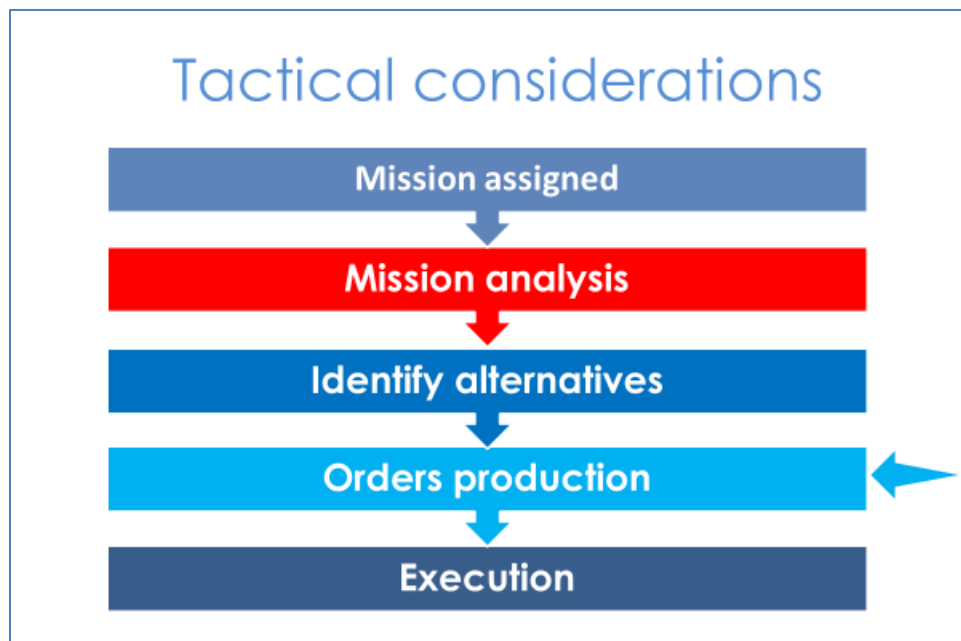 Tactical considerations
Mission assigned
Mission analysis
Identify alternatives
Orders production
Execution